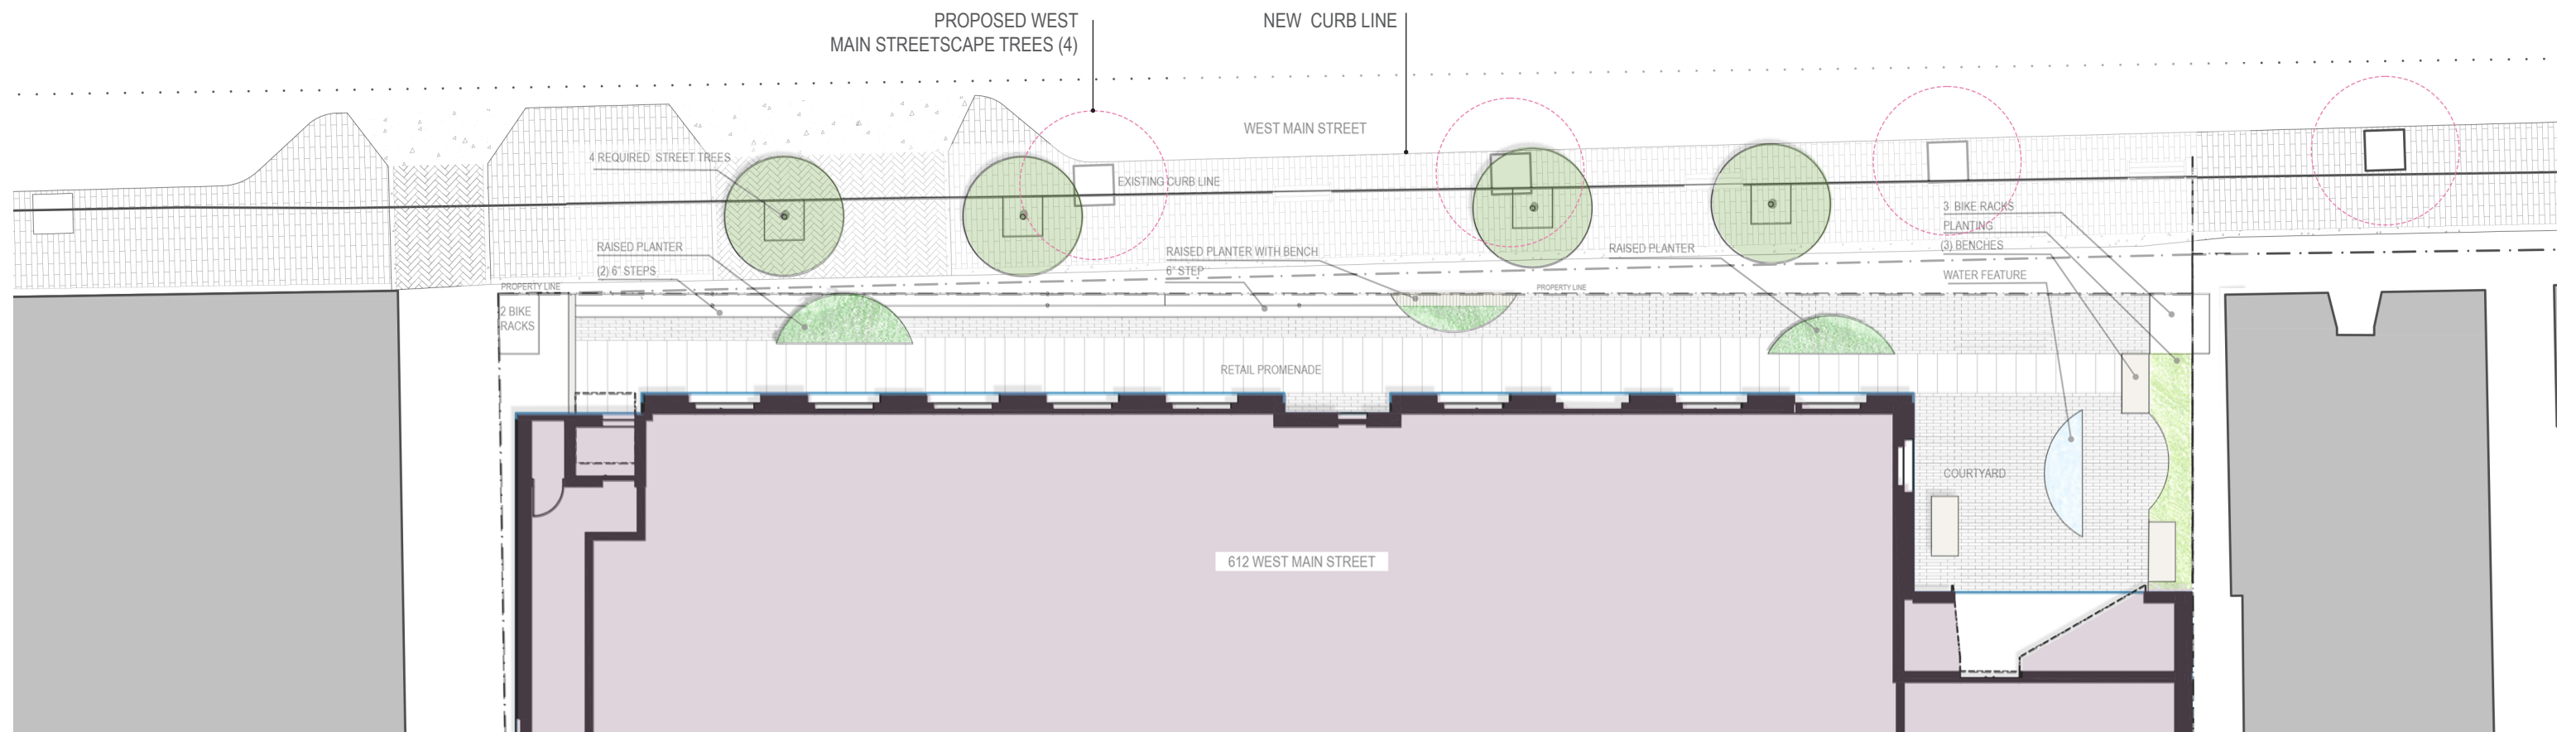 PROPOSED WEST
MAIN STREETSCAPE TREES (4)
NEW CURB LINE
WEST MAIN STREET
4 REQUIRED STREET TREES
EXISTING CURB LINE
3 BIKE RACKS
PLANTING
(3) BENCHES
RAISED PLANTER
(2) 6" STEPS
RAISED PLANTER WITH BENCH
6" STEP
RAISED PLANTER
WATER FEATURE
PROPERTY LINE
PROPERTY LINE
2 BIKE
RACKS
RETAIL PROMENADE
COURTYARD
612 WEST MAIN STREET